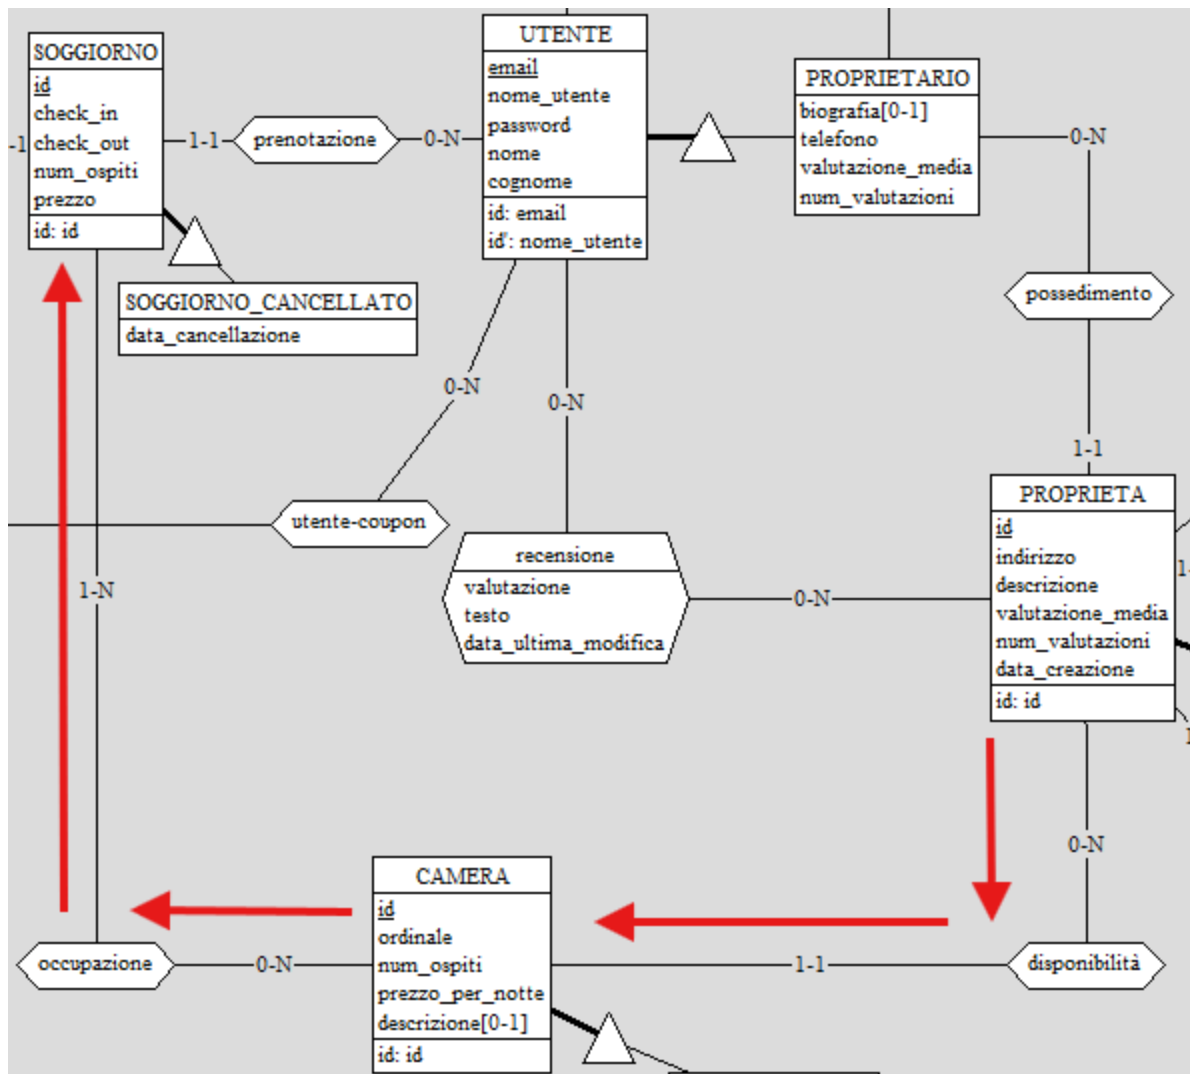 SOGGIORNO
id
check_in
check_out
num_ospiti
prezzo
id: id
-1
1-1
prenotazione
0-N
UTENTE
email
nome_utente
password
nome
cognome
id: email
id': nome_utente
PROPRIETARIO
biografia[0-1]
telefono
valutazione_media
num_valutazioni
0-N
possedimento
1-1
SOGGIORNO_CANCELLATO
data_cancellazione
0-N
0-N
utente-coupon
recensione
valutazione
testo
data_ultima_modifica
0-N
PROPRIETA
id
indirizzo
descrizione
valutazione_media
num_valutazioni
data_creazione
id: id
1-
1
1-N
0-N
CAMERA
id
ordinale
num_ospiti
prezzo_per_notte
descrizione[0-1]
id: id
occupazione
0-N
1-1
disponibilità